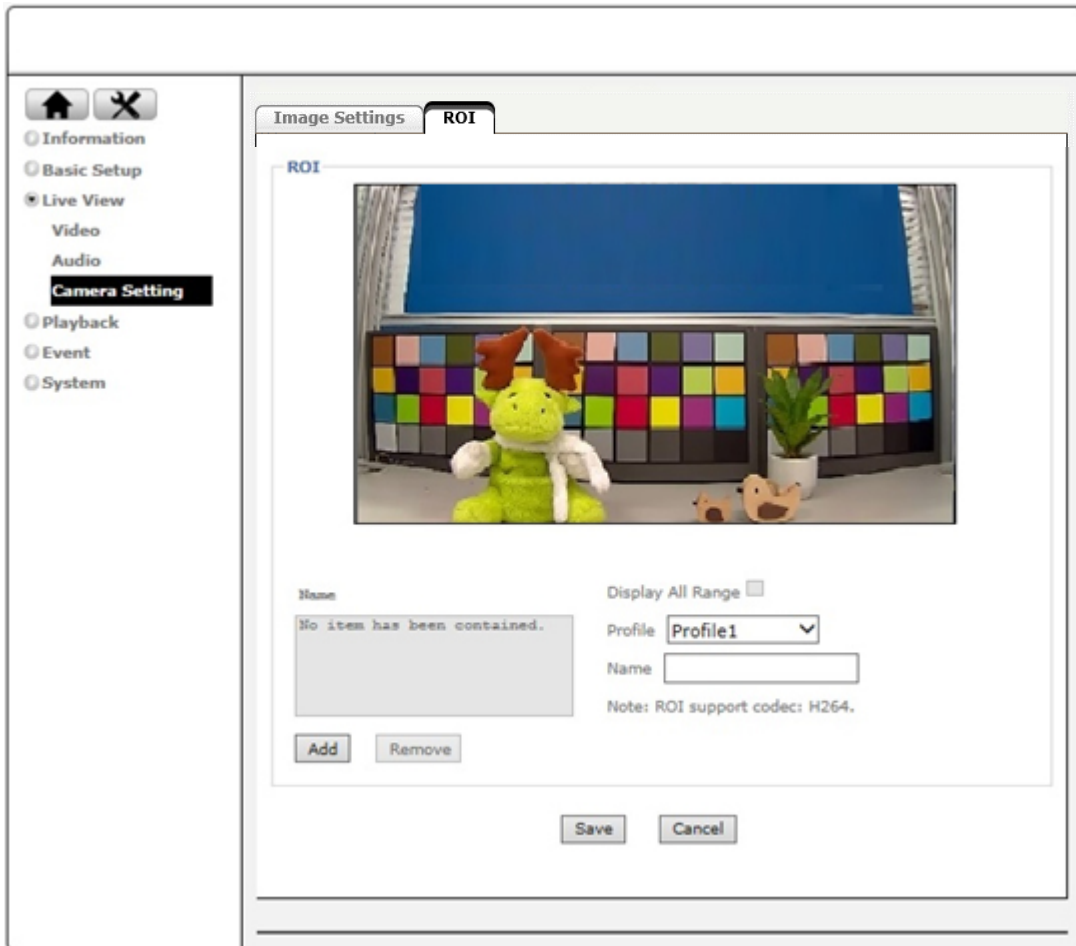 Image Settings ROI
Information
Basic Setup
Live View
Video
Audio
Camera Setting
Playback
Event
System
ROI
Name
No item has been contained.
Add Remove
Display All Range
Profile Profile1
Name
Note: ROI support codec: H264.
Save Cancel